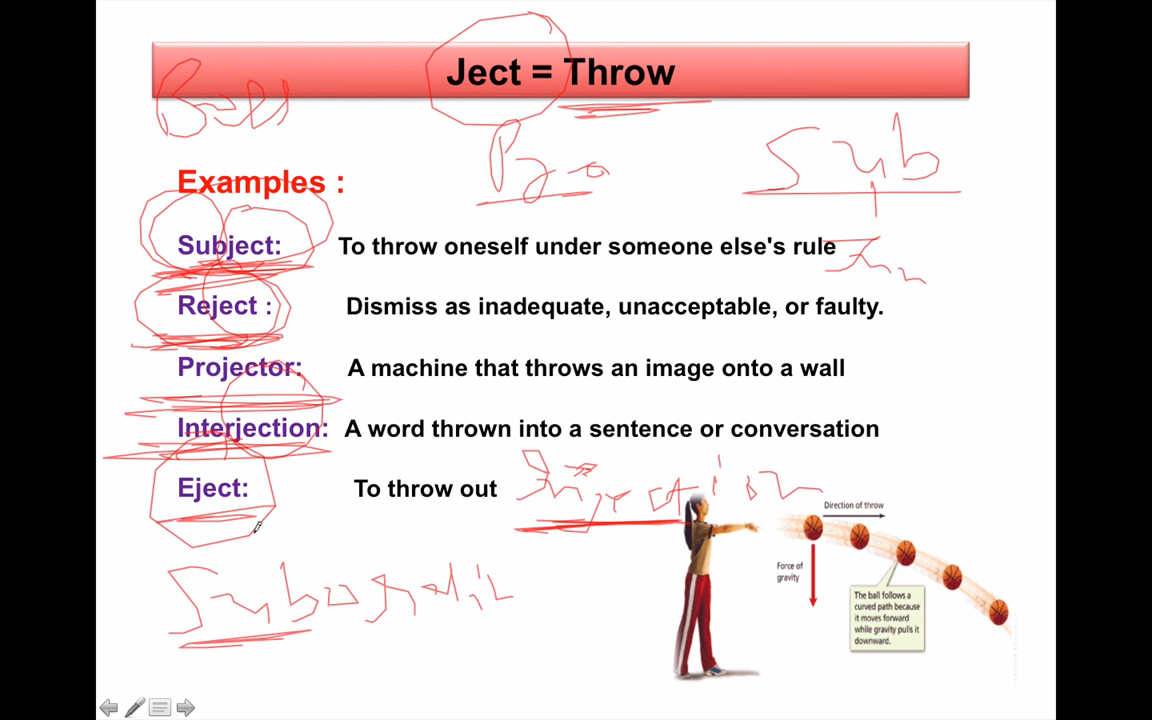 Ject = Throw
Sub
Examples :
Subject: To throw oneself under someone else's rule
Reject : Dismiss as inadequate, unacceptable, or faulty.
Projector: A machine that throws an image onto a wall
Interjection: A word thrown into a sentence or conversation
Eject: To throw out
Injection
Direction of throw
Force of
gravity
The ball follows a
curved path because
it moves forward
while gravity pulls it
downward.